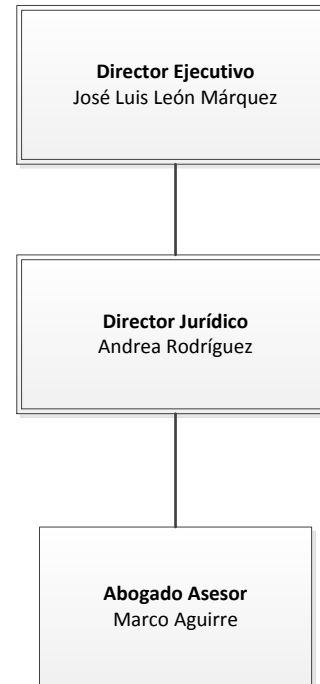 Director Ejecutivo
José Luis León Márquez
Director Jurídico
Andrea Rodríguez
Abogado Asesor
Marco Aguirre